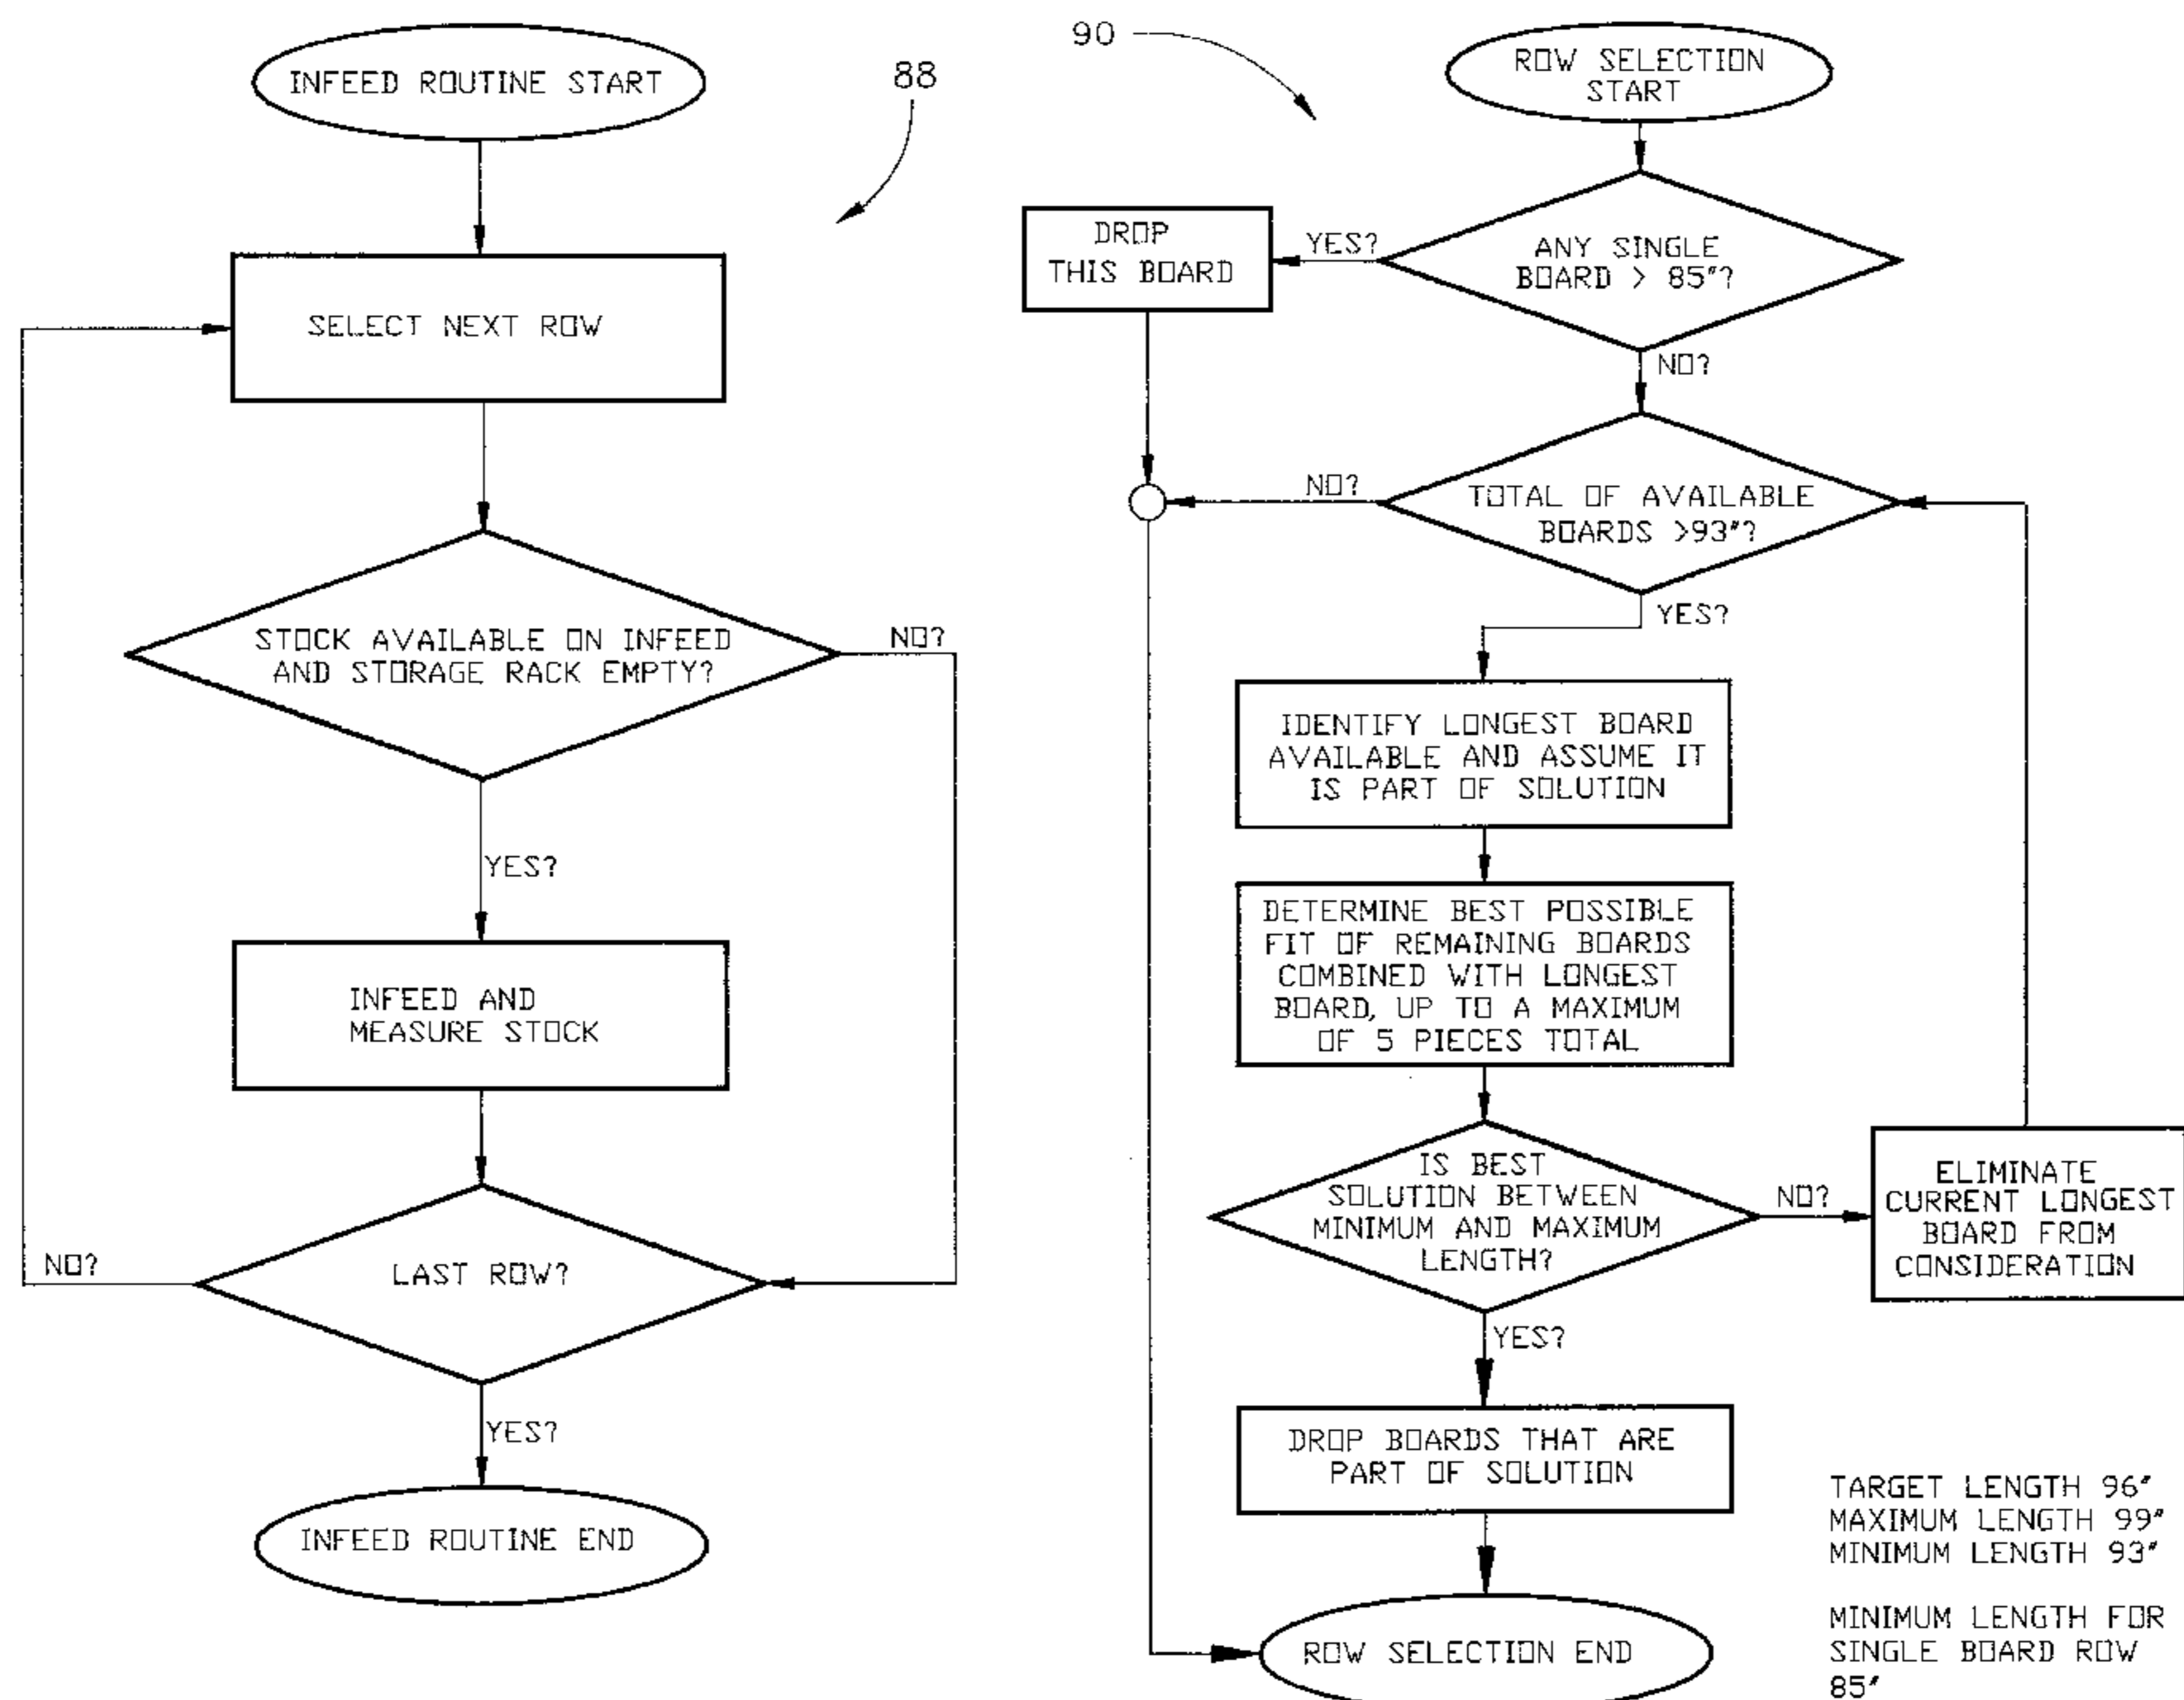 INFEED ROUTINE START
88
SELECT NEXT ROW
STOCK AVAILABLE ON INFEED
AND STORAGE RACK EMPTY?
NO?
YES?
INFEED AND
MEASURE STOCK
NO?
LAST ROW?
YES?
INFEED ROUTINE END
90
ROW SELECTION
START
ANY SINGLE
BOARD > 85"?
YES?
DROP
THIS BOARD
NO?
TOTAL OF AVAILABLE
BOARDS >93"?
NO?
YES?
IDENTIFY LONGEST BOARD
AVAILABLE AND ASSUME IT
IS PART OF SOLUTION
DETERMINE BEST POSSIBLE
FIT OF REMAINING BOARDS
COMBINED WITH LONGEST
BOARD, UP TO A MAXIMUM
OF 5 PIECES TOTAL
IS BEST
SOLUTION BETWEEN
MINIMUM AND MAXIMUM
LENGTH?
NO?
ELIMINATE
CURRENT LONGEST
BOARD FROM
CONSIDERATION
YES?
DROP BOARDS THAT ARE
PART OF SOLUTION
ROW SELECTION END
TARGET LENGTH 96"
MAXIMUM LENGTH 99"
MINIMUM LENGTH 93"
MINIMUM LENGTH FOR
SINGLE BOARD ROW
85"